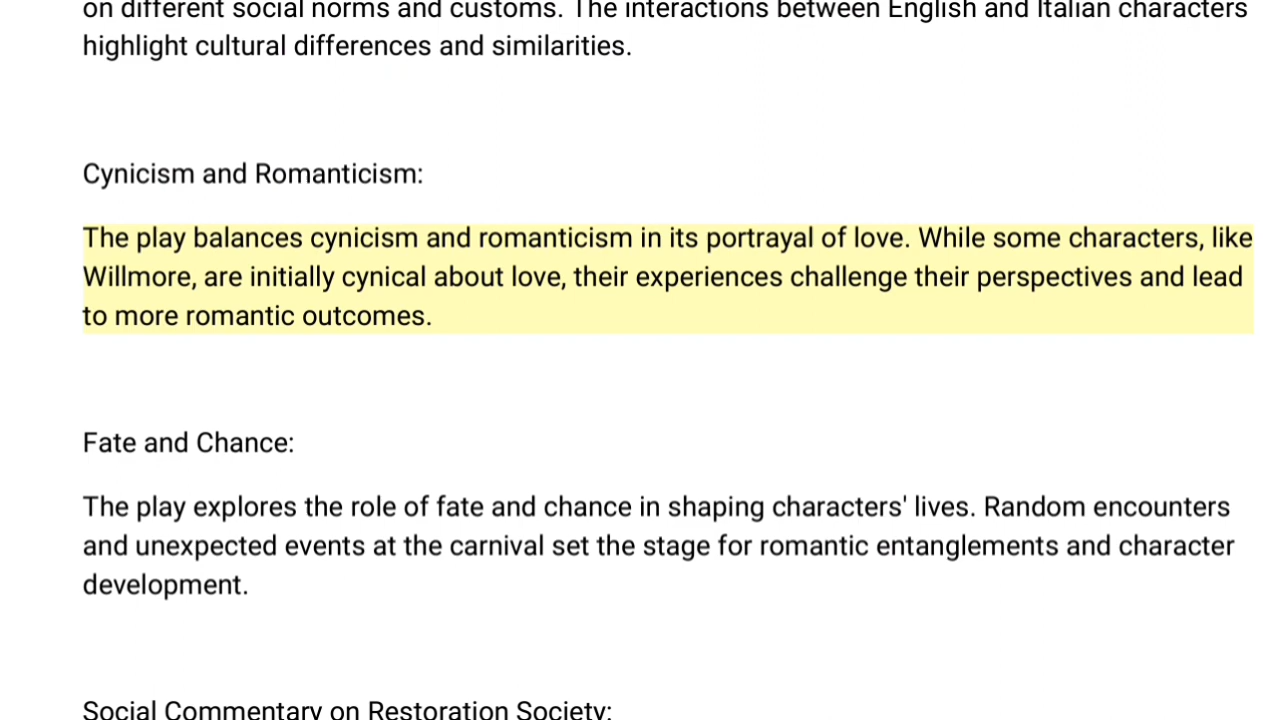 on different social norms and customs. The interactions between English and Italian characters
highlight cultural differences and similarities.
Cynicism and Romanticism:
The play balances cynicism and romanticism in its portrayal of love. While some characters, like
Willmore, are initially cynical about love, their experiences challenge their perspectives and lead
to more romantic outcomes.
Fate and Chance:
The play explores the role of fate and chance in shaping characters' lives. Random encounters
and unexpected events at the carnival set the stage for romantic entanglements and character
development.
Social Commentary on Restoration Society: